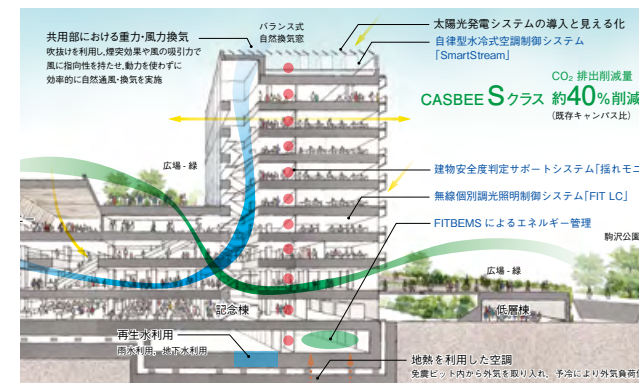 共用部における重力・風力換気
吹抜を利用し、煙突効果や風の吸引力で
風に指向性を持たせ、動力を使わずに
効率的に自然通風・換気を実施
バランス式
自然換気窓
太陽光発電システムの導入と見える化
自律型水冷式空調制御システム
「SmartStream」
CO₂ 排出削減量
CASBEE Sクラス 約40%削減
(既存キャンパス比)
広場・緑
建物安全度判定サポートシステム「揺れモニ
無線個別調光照明制御システム「FIT LC」
FITBEMS によるエネルギー管理
駒沢公園
広場・緑
記念棟
低層棟
再生水利用
雨水利用，地下水利用
地熱を利用した空調
免震ピット内から外気を取り入れ，予冷により外気負荷